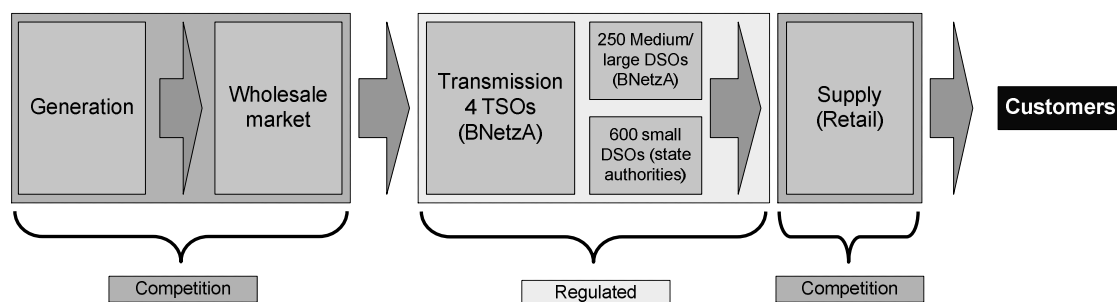 Generation
Wholesale
market
Transmission
4 TSOs
(BNetzA)
250 Medium/
large DSOs
(BNetzA)
600 small
DSOs (state
authorities)
Supply
(Retail)
Customers
Competition
Regulated
Competition